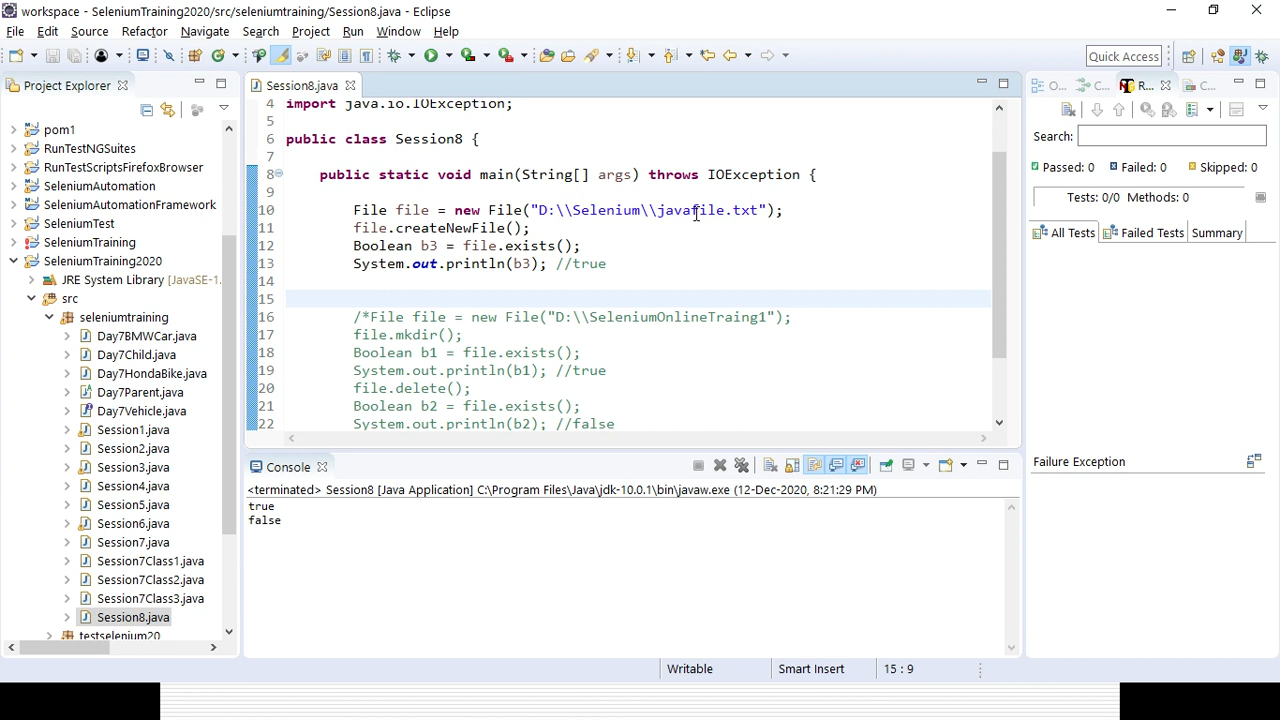 workspace - SeleniumTraining2020/src/seleniumtraining/Session8.java - Eclipse
File Edit Source Refactor Navigate Search Project Run Window Help
Quick Access
Project Explorer
pom1
RunTestNGSuites
RunTestScriptsFirefoxBrowser
SeleniumAutomation
SeleniumAutomationFramework
SeleniumTest
SeleniumTraining
SeleniumTraining2020
JRE System Library [JavaSE-1.
src
seleniumtraining
Day7BMWCar.java
Day7Child.java
Day7HondaBike.java
Day7Parent.java
Day7Vehicle.java
Session1.java
Session2.java
Session3.java
Session4.java
Session5.java
Session6.java
Session7.java
Session7Class1.java
Session7Class2.java
Session7Class3.java
Session8.java
testselenium20
Session8.java
4 import java.io.IOException;
5
6 public class Session8 {
7
8 public static void main(String[] args) throws IOException {
9
10 File file = new File("D:\\Selenium\\javafile.txt");
11 file.createNewFile();
12 Boolean b3 = file.exists();
13 System.out.println(b3); //true
14
15
16 /*File file = new File("D:\\SeleniumOnlineTraing1");
17 file.mkdir();
18 Boolean b1 = file.exists();
19 System.out.println(b1); //true
20 file.delete();
21 Boolean b2 = file.exists();
22 System.out.println(b2); //false
Console
<terminated> Session8 [Java Application] C:\Program Files\Java\jdk-10.0.1\bin\javaw.exe (12-Dec-2020, 8:21:29 PM)
true
false
O... C... R... C...
Search:
Passed: 0 Failed: 0 Skipped: 0
Tests: 0/0 Methods: 0
All Tests Failed Tests Summary
Failure Exception
Writable Smart Insert 15 : 9